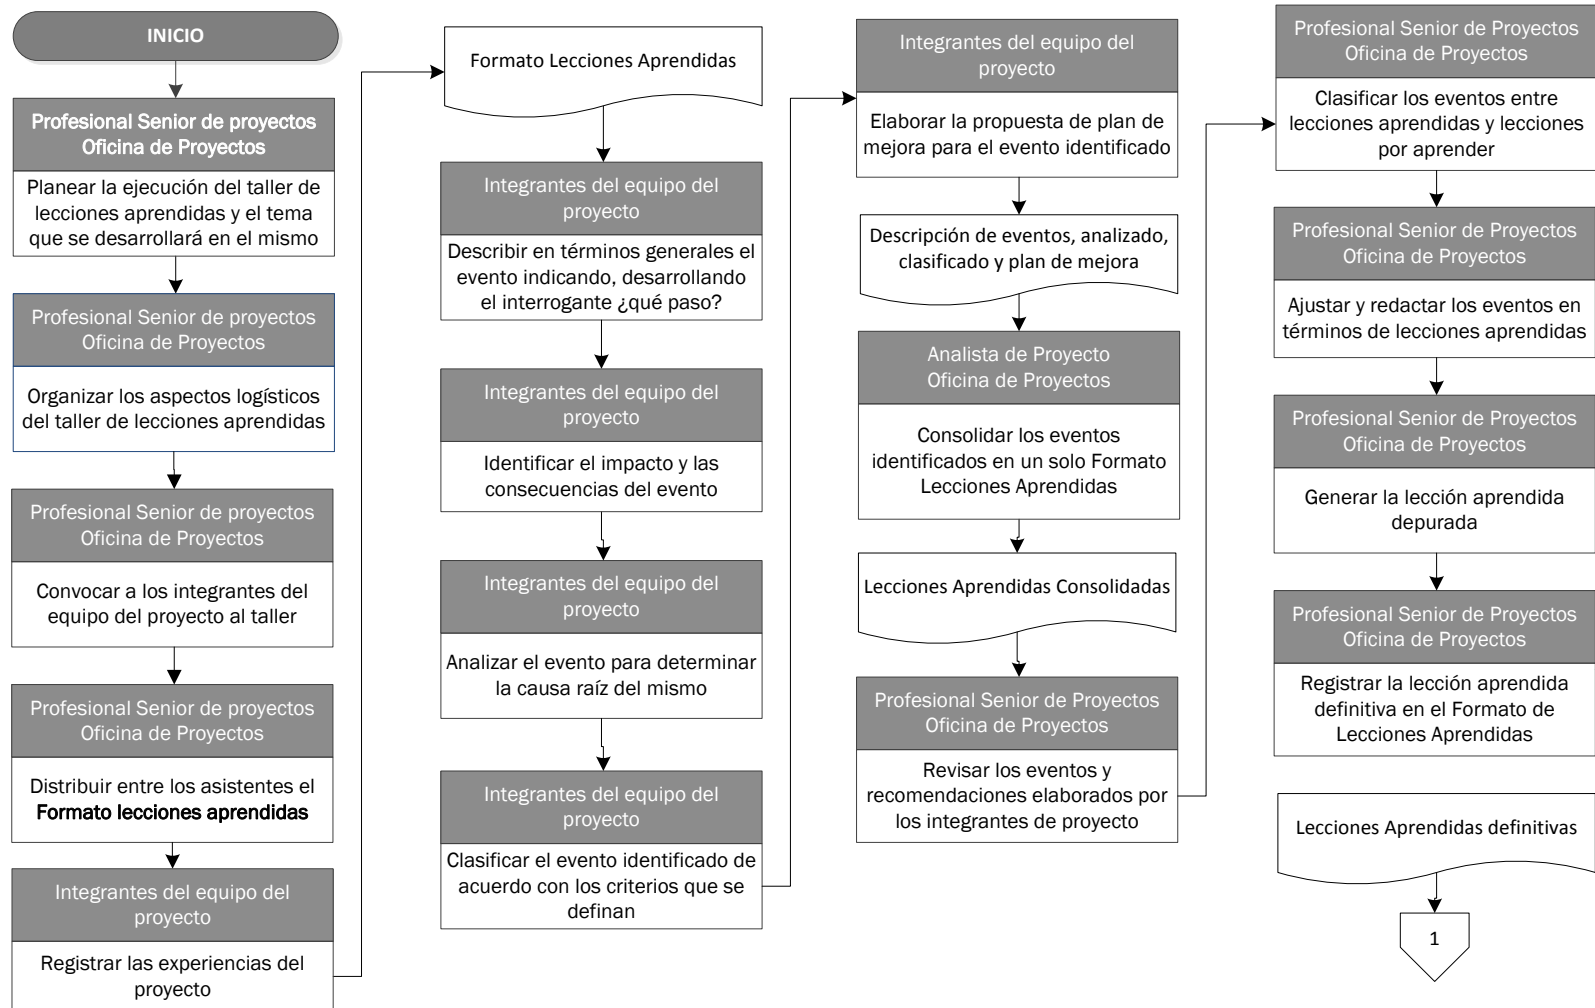 INICIO
Profesional Senior de proyectos
Oficina de Proyectos
Planear la ejecución del taller de
lecciones aprendidas y el tema
que se desarrollará en el mismo
Profesional Senior de proyectos
Oficina de Proyectos
Organizar los aspectos logísticos
del taller de lecciones aprendidas
Profesional Senior de proyectos
Oficina de Proyectos
Convocar a los integrantes del
equipo del proyecto al taller
Profesional Senior de proyectos
Oficina de Proyectos
Distribuir entre los asistentes el
Formato lecciones aprendidas
Integrantes del equipo del
proyecto
Registrar las experiencias del
proyecto
Formato Lecciones Aprendidas
Integrantes del equipo del
proyecto
Describir en términos generales el
evento indicando, desarrollando
el interrogante ¿qué paso?
Integrantes del equipo del
proyecto
Identificar el impacto y las
consecuencias del evento
Integrantes del equipo del
proyecto
Analizar el evento para determinar
la causa raíz del mismo
Integrantes del equipo del
proyecto
Clasificar el evento identificado de
acuerdo con los criterios que se
definan
Integrantes del equipo del
proyecto
Elaborar la propuesta de plan de
mejora para el evento identificado
Descripción de eventos, analizado,
clasificado y plan de mejora
Analista de Proyecto
Oficina de Proyectos
Consolidar los eventos
identificados en un solo Formato
Lecciones Aprendidas
Lecciones Aprendidas Consolidadas
Profesional Senior de Proyectos
Oficina de Proyectos
Revisar los eventos y
recomendaciones elaborados por
los integrantes de proyecto
Profesional Senior de Proyectos
Oficina de Proyectos
Clasificar los eventos entre
lecciones aprendidas y lecciones
por aprender
Profesional Senior de Proyectos
Oficina de Proyectos
Ajustar y redactar los eventos en
términos de lecciones aprendidas
Profesional Senior de Proyectos
Oficina de Proyectos
Generar la lección aprendida
depurada
Profesional Senior de Proyectos
Oficina de Proyectos
Registrar la lección aprendida
definitiva en el Formato de
Lecciones Aprendidas
Lecciones Aprendidas definitivas
1